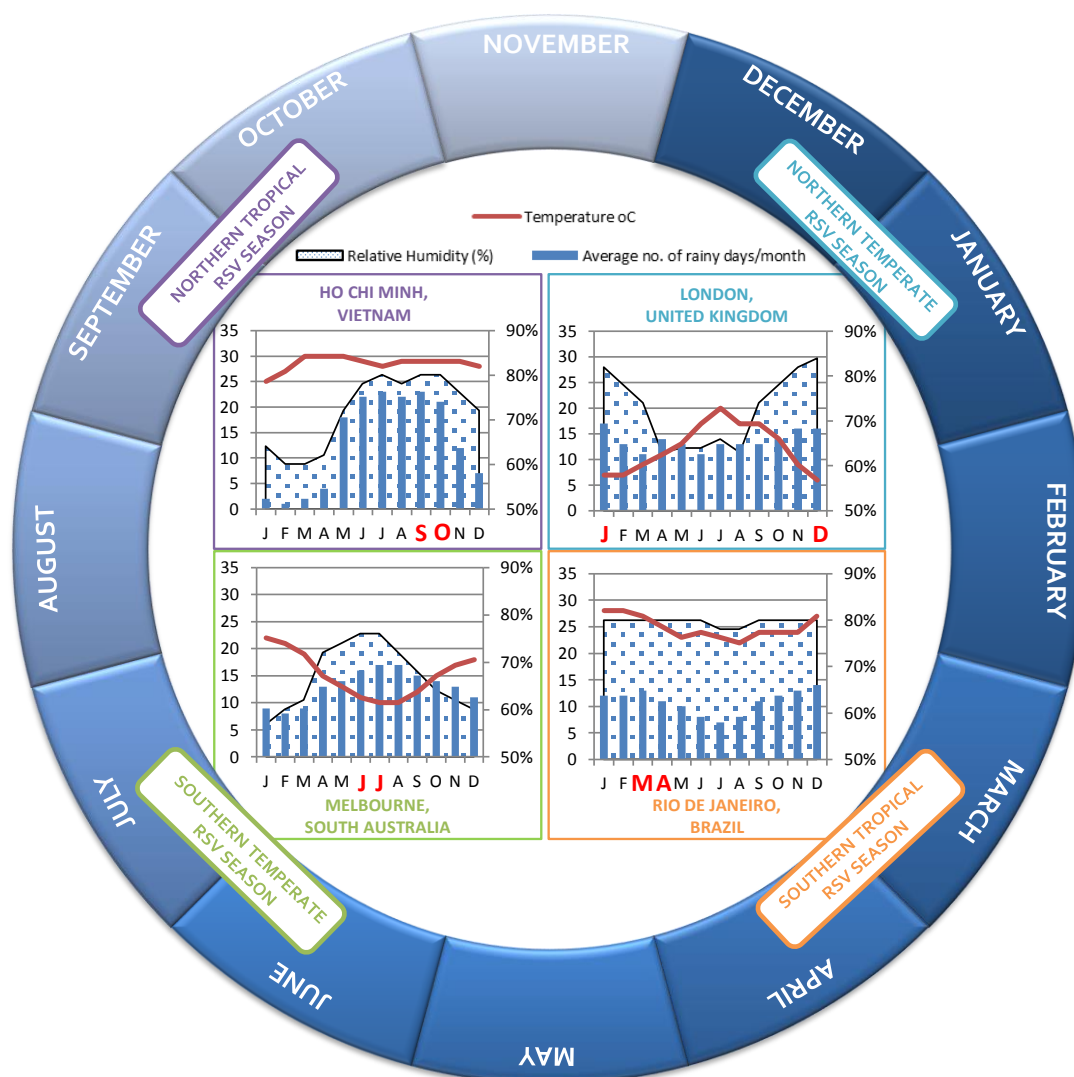 NOVEMBER
DECEMBER
JANUARY
FEBRUARY
MARCH
APRIL
MAY
JUNE
JULY
AUGUST
SEPTEMBER
OCTOBER
NORTHERN TROPICAL
RSV SEASON
NORTHERN TEMPERATE
RSV SEASON
Temperature oC
Relative Humidity (%)
Average no. of rainy days/month
HO CHI MINH,
VIETNAM
35
30
25
20
15
10
5
0
90%
80%
70%
60%
50%
J F M A M J J A S O N D
LONDON,
UNITED KINGDOM
35
30
25
20
15
10
5
0
90%
80%
70%
60%
50%
J F M A M J J A S O N D
35
30
25
20
15
10
5
0
90%
80%
70%
60%
50%
J F M A M J J A S O N D
MELBOURNE,
SOUTH AUSTRALIA
35
30
25
20
15
10
5
0
90%
80%
70%
60%
50%
J F M A M J J A S O N D
RIO DE JANEIRO,
BRAZIL
SOUTHERN TEMPERATE
RSV SEASON
SOUTHERN TROPICAL
RSV SEASON